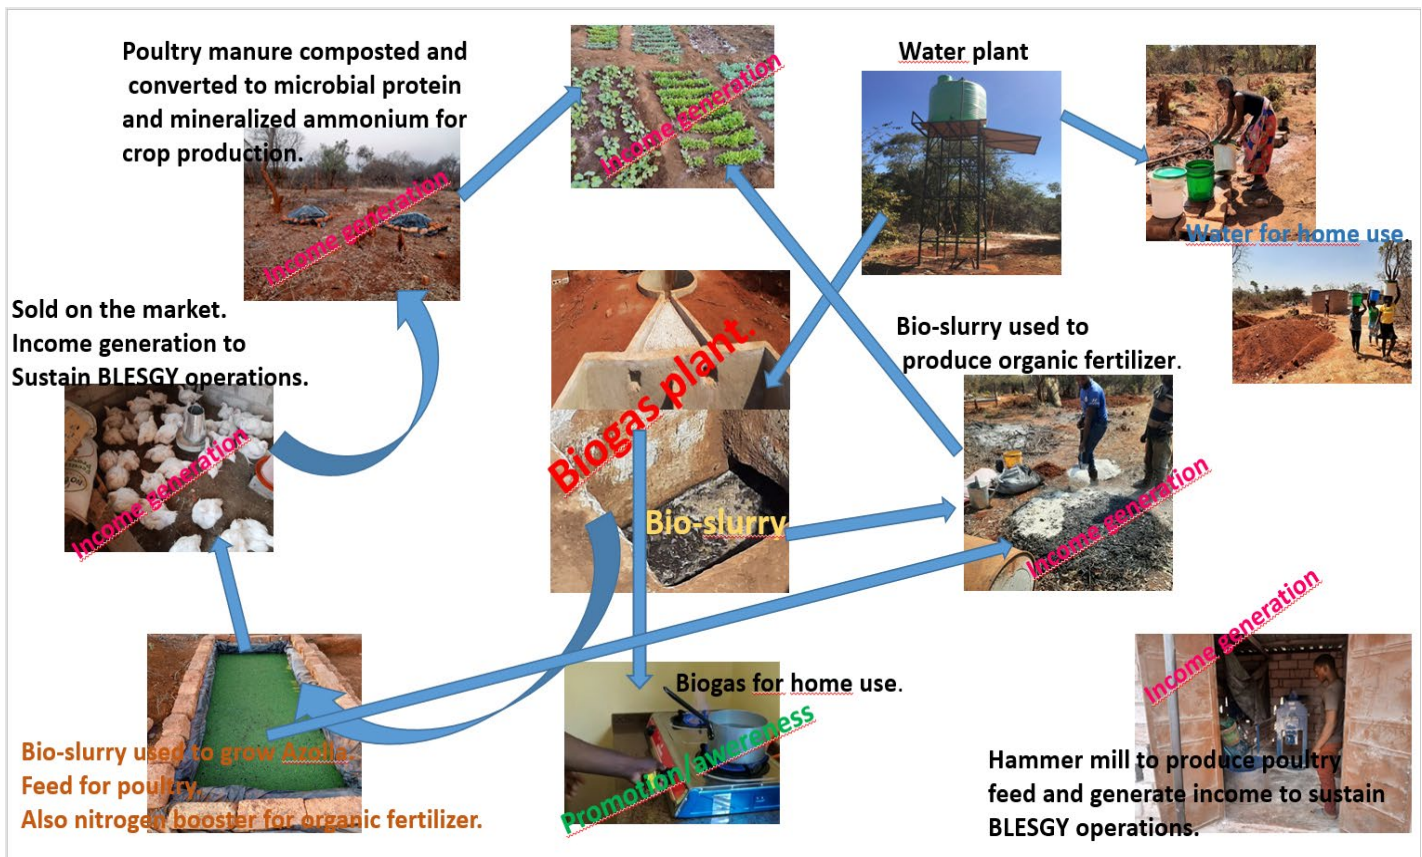 Poultry manure composted and
converted to microbial protein
and mineralized ammonium for
crop production.
Income generation
Income generation
Water plant
Water for home use.
Sold on the market.
Income generation to
Sustain BLESGY operations.
Income generation
Biogas plant.
Bio-slurry
Bio-slurry used to
produce organic fertilizer.
Income generation
Bio-slurry used to grow Azolla.
Feed for poultry.
Also nitrogen booster for organic fertilizer.
Biogas for home use.
Promotion/awereness
Income generation
Hammer mill to produce poultry
feed and generate income to sustain
BLESGY operations.